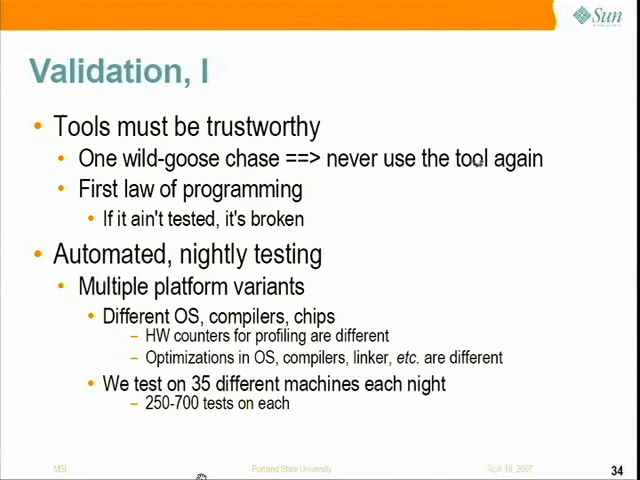 Sun
Validation, I
• Tools must be trustworthy
• One wild-goose chase ==> never use the tool again
• First law of programming
• If it ain't tested, it's broken
• Automated, nightly testing
• Multiple platform variants
• Different OS, compilers, chips
– HW counters for profiling are different
– Optimizations in OS, compilers, linker, etc. are different
• We test on 35 different machines each night
– 250-700 tests on each
MSI
Portland State University
2007
34